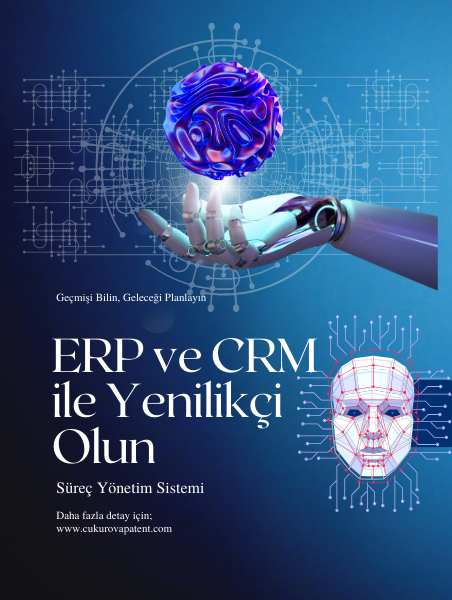 Geçmişi Bilin, Geleceği Planlayın
ERP ve CRM
ile Yenilikçi
Olun
Süreç Yönetim Sistemi
Daha fazla detay için;
www.cukurovapatent.com